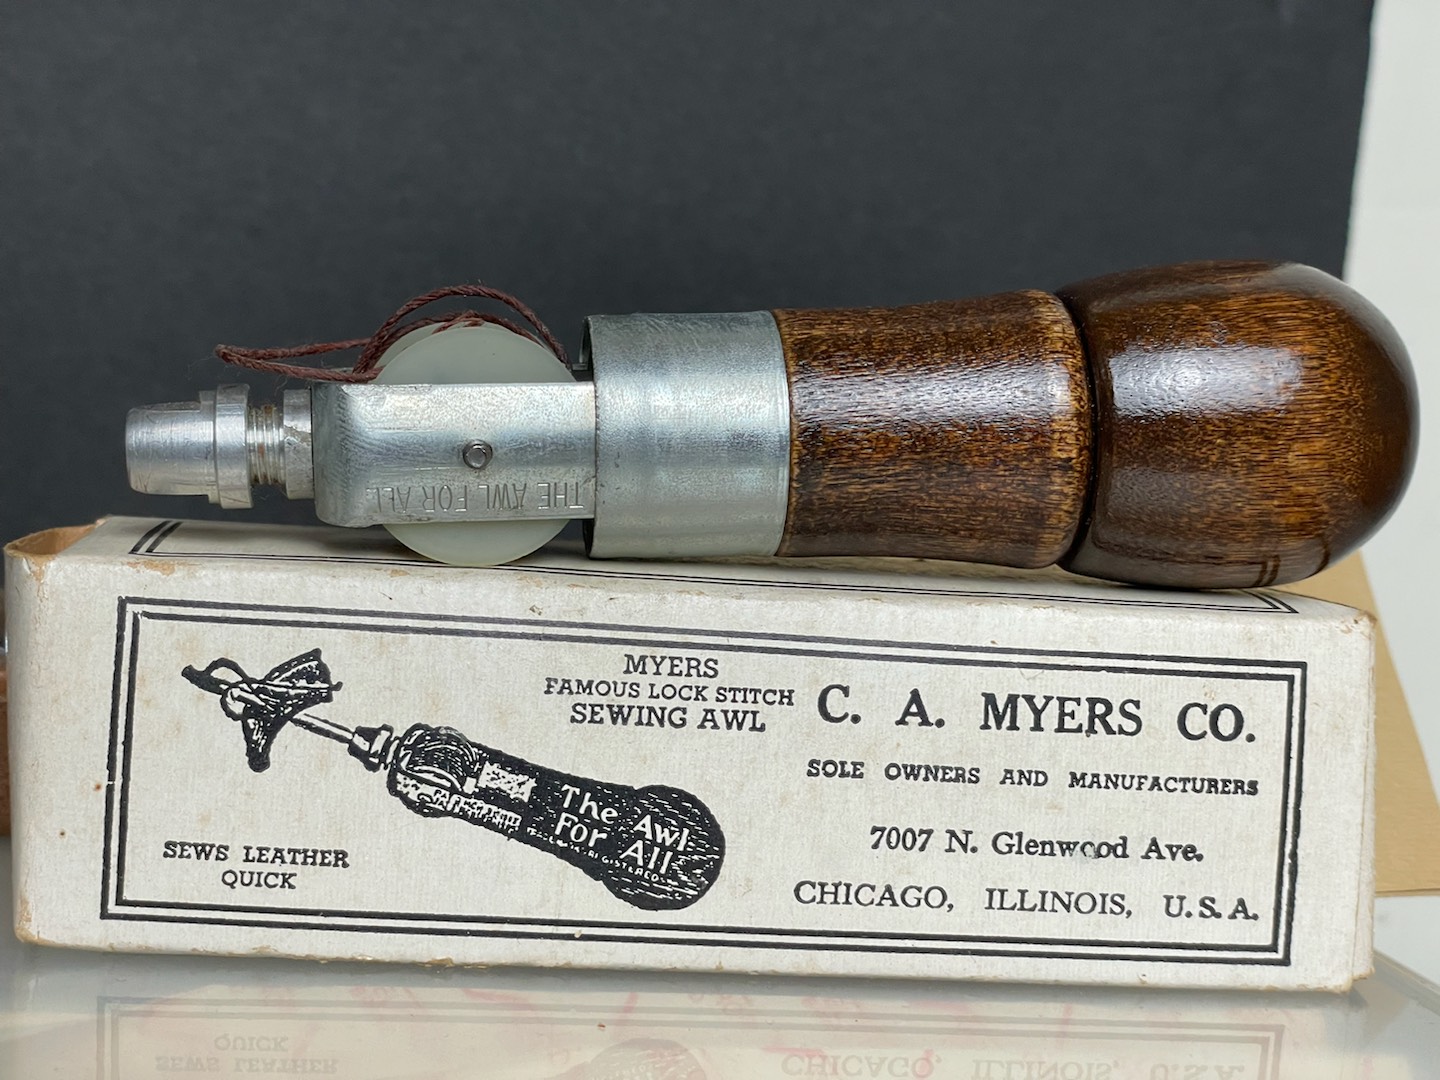 THE AWL FOR ALL
MYERS
FAMOUS LOCK STITCH
SEWING AWL
The Awl
For All
SEWS LEATHER
QUICK
C. A. MYERS CO.
SOLE OWNERS AND MANUFACTURERS
7007 N. Glenwood Ave.
CHICAGO, ILLINOIS, U.S.A.